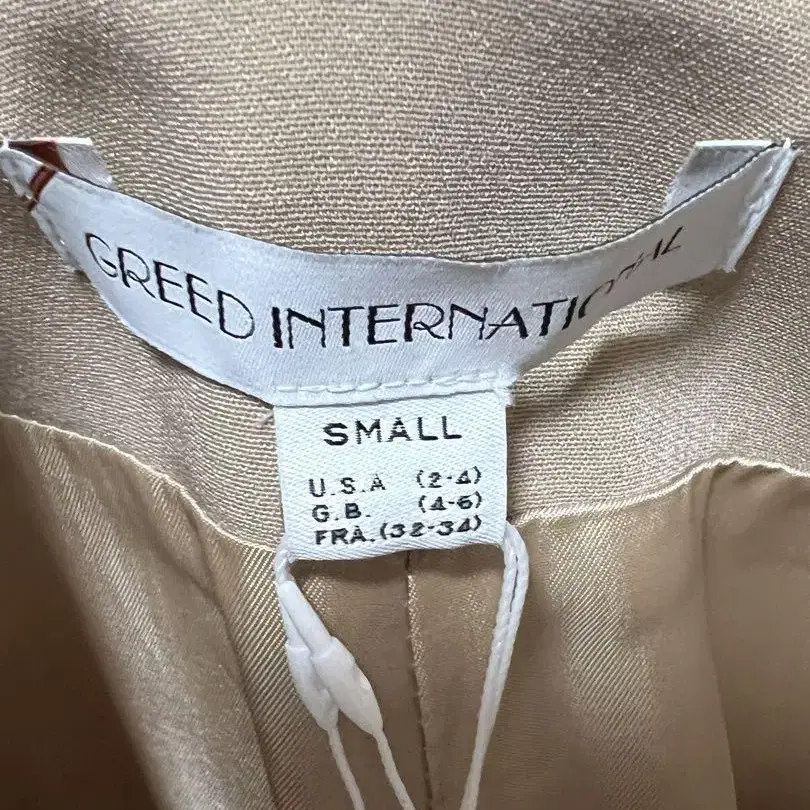 GREED INTERNATIONAL
SMALL
U.S.A (2-4)
G.B. (4-6)
FRA. (32-34)